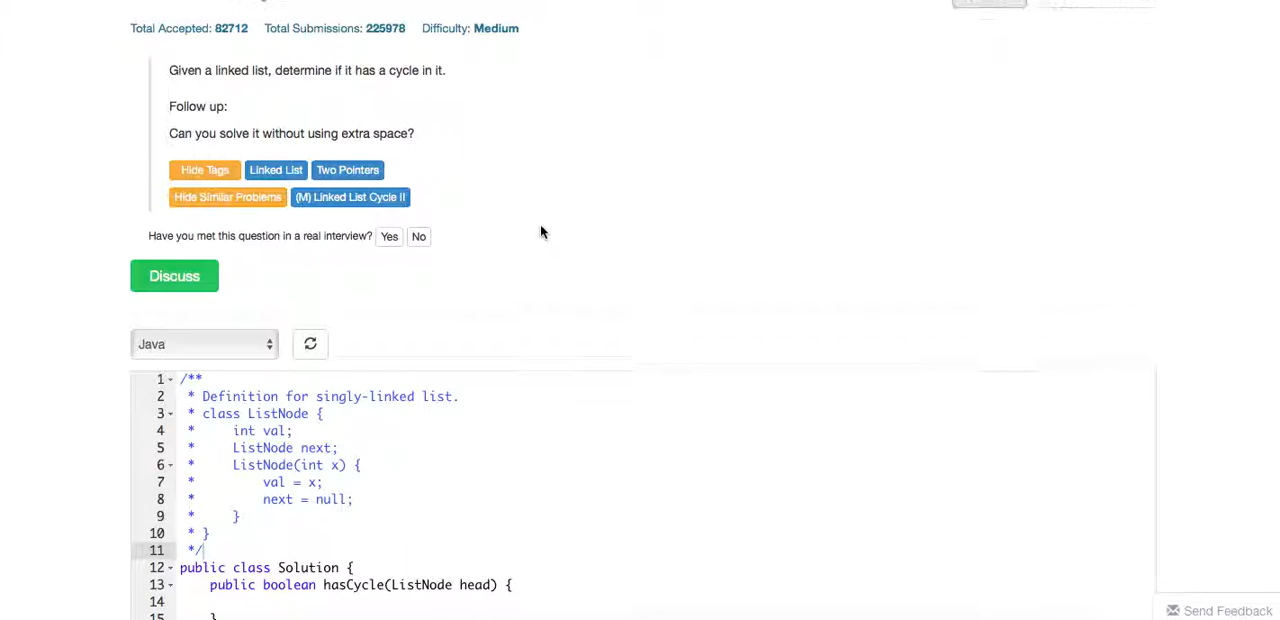 Total Accepted: 82712 Total Submissions: 225978 Difficulty: Medium
Given a linked list, determine if it has a cycle in it.
Follow up:
Can you solve it without using extra space?
Hide Tags Linked List Two Pointers
Hide Similar Problems (M) Linked List Cycle II
Have you met this question in a real interview? Yes No
Discuss
Java
1 /**
2  * Definition for singly-linked list.
3  * class ListNode {
4  *     int val;
5  *     ListNode next;
6  *     ListNode(int x) {
7  *         val = x;
8  *         next = null;
9  *     }
10  * }
11  */
12 public class Solution {
13     public boolean hasCycle(ListNode head) {
14
15     }
Send Feedback